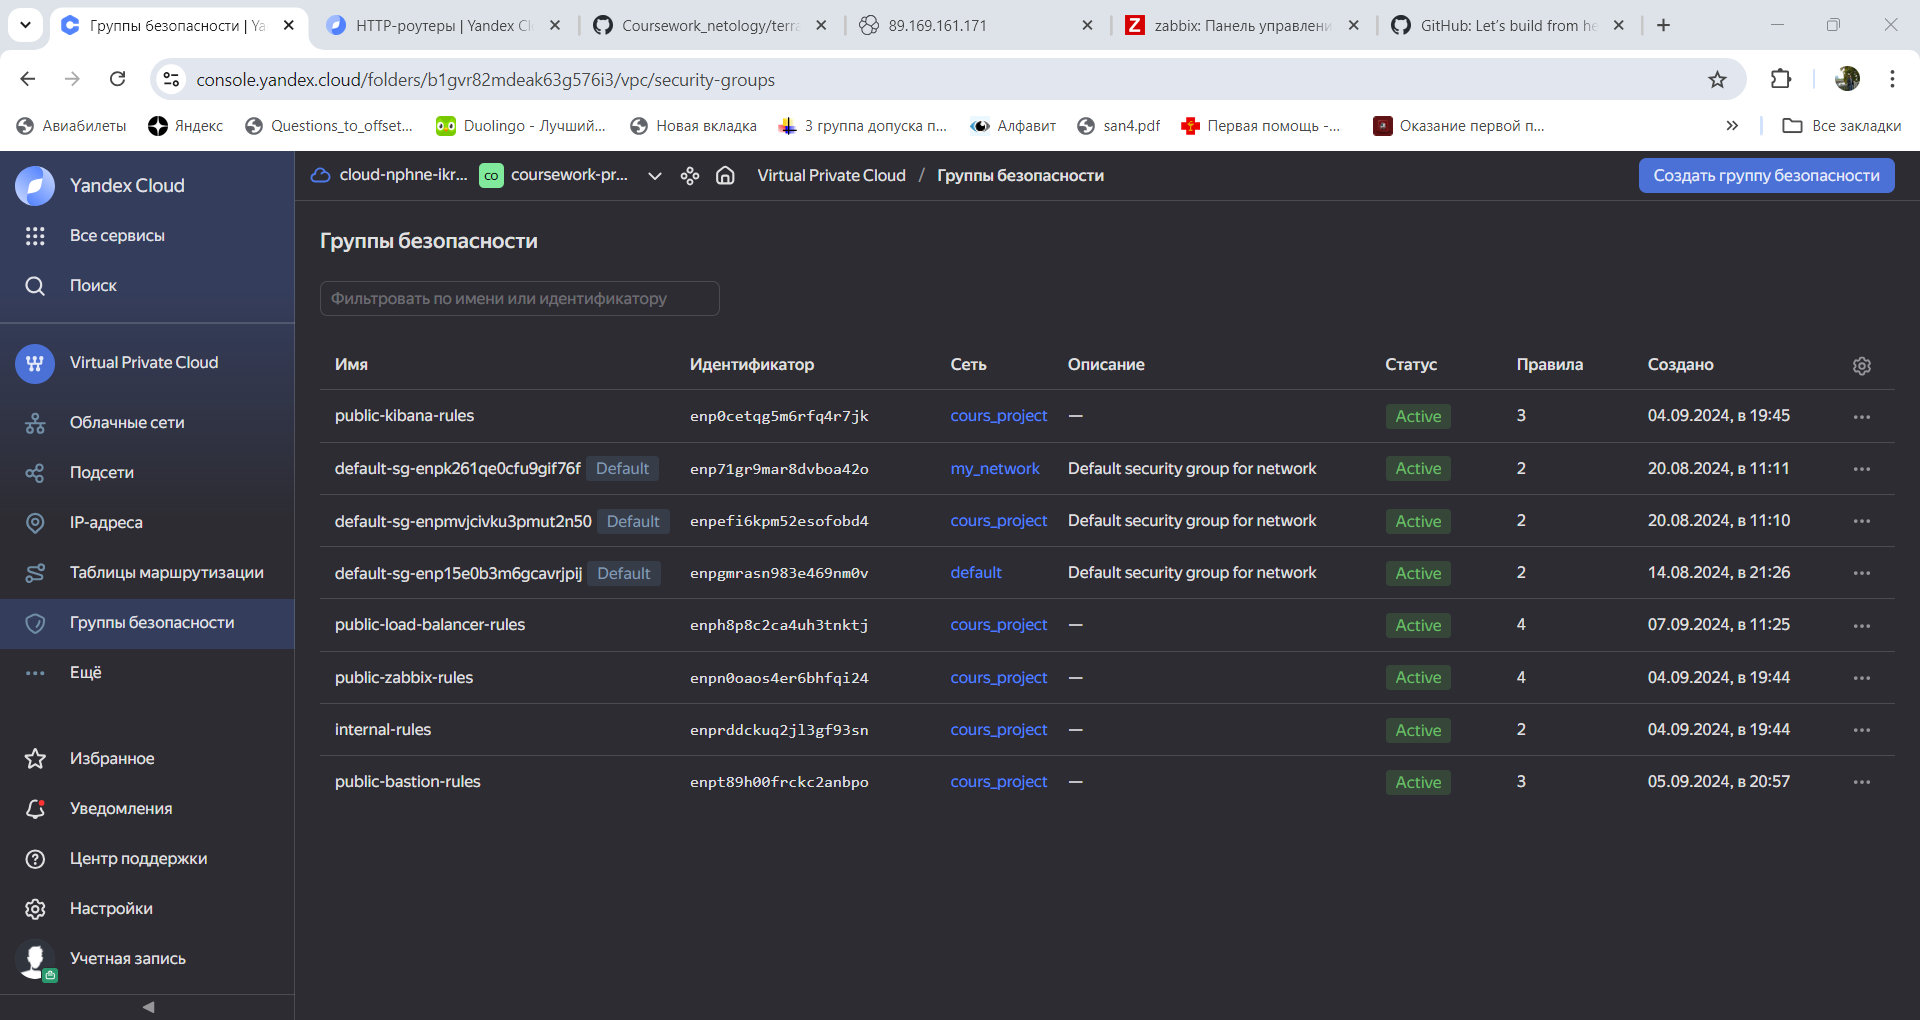 Группы безопасности | Ya
HTTP-роутеры | Yandex Cl
Coursework_netology/terra
89.169.161.171
zabbix: Панель управлени
GitHub: Let's build from he
console.yandex.cloud/folders/b1gvr82mdeak63g576i3/vpc/security-groups
Авиабилеты
Яндекс
Questions_to_offset...
Duolingo - Лучший...
Новая вкладка
3 группа допуска п...
Алфавит
san4.pdf
Первая помощь -...
Оказание первой п...
Все закладки
Yandex Cloud
Все сервисы
Поиск
Virtual Private Cloud
Облачные сети
Подсети
IP-адреса
Таблицы маршрутизации
Группы безопасности
Ещё
Избранное
Уведомления
Центр поддержки
Настройки
Учетная запись
cloud-nphne-ikr... co coursework-pr... Virtual Private Cloud / Группы безопасности
Создать группу безопасности
Группы безопасности
Фильтровать по имени или идентификатору
Имя Идентификатор Сеть Описание Статус Правила Создано
public-kibana-rules enp0cetqg5m6rfq4r7jk cours_project — Active 3 04.09.2024, в 19:45
default-sg-enpk261qe0cfu9gif76f Default enp71gr9mar8dvboa42o my_network Default security group for network Active 2 20.08.2024, в 11:11
default-sg-enpmvjcivku3pmut2n50 Default enpefi6kpm52esofobd4 cours_project Default security group for network Active 2 20.08.2024, в 11:10
default-sg-enp15e0b3m6gcavrjpij Default enpgmrasn983e469nm0v default Default security group for network Active 2 14.08.2024, в 21:26
public-load-balancer-rules enph8p8c2ca4uh3tnktj cours_project — Active 4 07.09.2024, в 11:25
public-zabbix-rules enpn0oaos4er6bhfqi24 cours_project — Active 4 04.09.2024, в 19:44
internal-rules enprddckuq2jl3gf93sn cours_project — Active 2 04.09.2024, в 19:44
public-bastion-rules enpt89h00frckc2anbpo cours_project — Active 3 05.09.2024, в 20:57